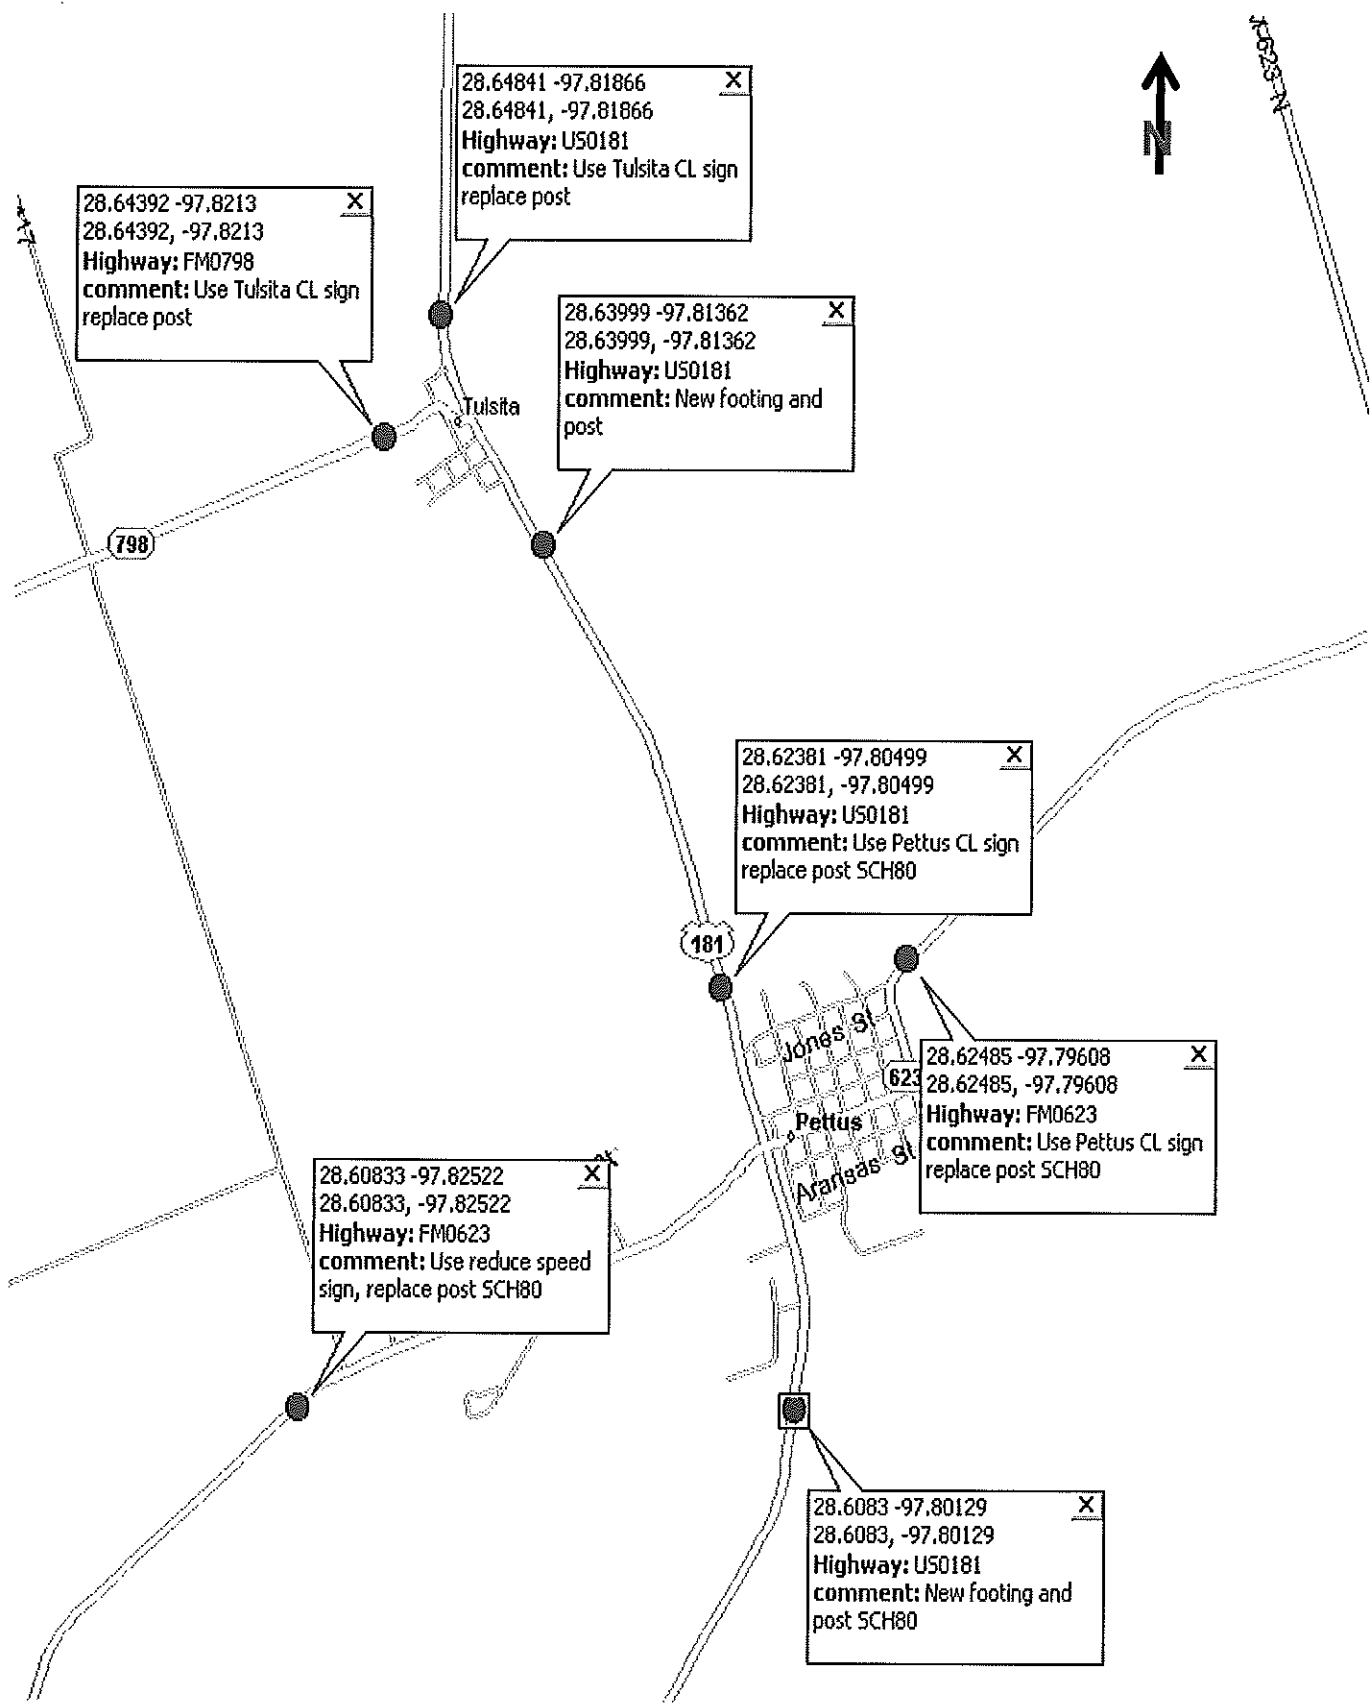 28.64841 -97.81866 X
28.64841, -97.81866
Highway: US0181
comment: Use Tulsita CL sign
replace post
N
623 N
28.64392 -97.8213 X
28.64392, -97.8213
Highway: FM0798
comment: Use Tulsita CL sign
replace post
28.63999 -97.81362 X
28.63999, -97.81362
Highway: US0181
comment: New footing and
post
Tulsita
798
28.62381 -97.80499 X
28.62381, -97.80499
Highway: US0181
comment: Use Pettus CL sign
replace post SCH80
181
Jones St
623
28.62485 -97.79608 X
28.62485, -97.79608
Highway: FM0623
comment: Use Pettus CL sign
replace post SCH80
Pettus
Aransas St
28.60833 -97.82522 X
28.60833, -97.82522
Highway: FM0623
comment: Use reduce speed
sign, replace post SCH80
28.6083 -97.80129 X
28.6083, -97.80129
Highway: US0181
comment: New footing and
post SCH80